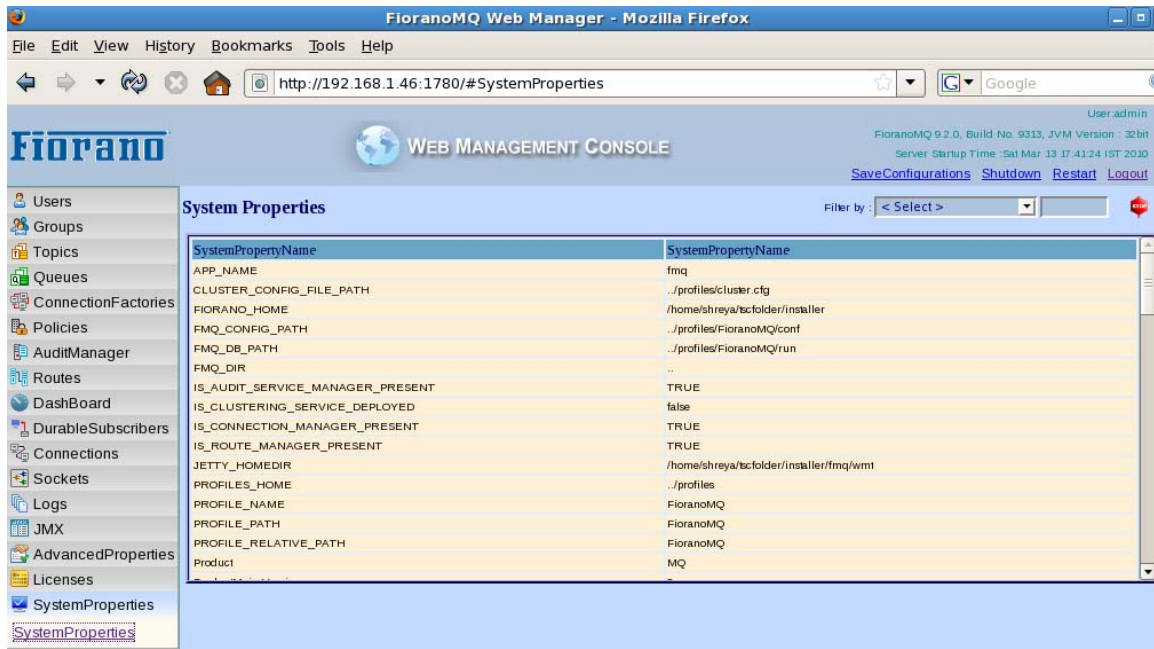 FioranoMQ Web Manager - Mozilla Firefox
File Edit View History Bookmarks Tools Help
http://192.168.1.46:1780/#SystemProperties
G Google
User:admin
Fiorano WEB MANAGEMENT CONSOLE
FioranoMQ 9.2.0, Build No. 9313, JVM Version : 32bit
Server Startup Time :Sat Mar 13 17:41:24 IST 2010
SaveConfigurations Shutdown Restart Logout
Users
Groups
Topics
Queues
ConnectionFactories
Policies
AuditManager
Routes
DashBoard
DurableSubscribers
Connections
Sockets
Logs
JMX
AdvancedProperties
Licenses
SystemProperties
SystemProperties
System Properties
Filter by : < Select >
SystemPropertyName SystemPropertyName
APP_NAME fmq
CLUSTER_CONFIG_FILE_PATH ../profiles/cluster.cfg
FIORANO_HOME /home/shreya/tscfolder/installer
FMQ_CONFIG_PATH ../profiles/FioranoMQ/conf
FMQ_DB_PATH ../profiles/FioranoMQ/run
FMQ_DIR ..
IS_AUDIT_SERVICE_MANAGER_PRESENT TRUE
IS_CLUSTERING_SERVICE_DEPLOYED false
IS_CONNECTION_MANAGER_PRESENT TRUE
IS_ROUTE_MANAGER_PRESENT TRUE
JETTY_HOMEDIR /home/shreya/tscfolder/installer/fmq/wmt
PROFILES_HOME ../profiles
PROFILE_NAME FioranoMQ
PROFILE_PATH FioranoMQ
PROFILE_RELATIVE_PATH FioranoMQ
Product MQ